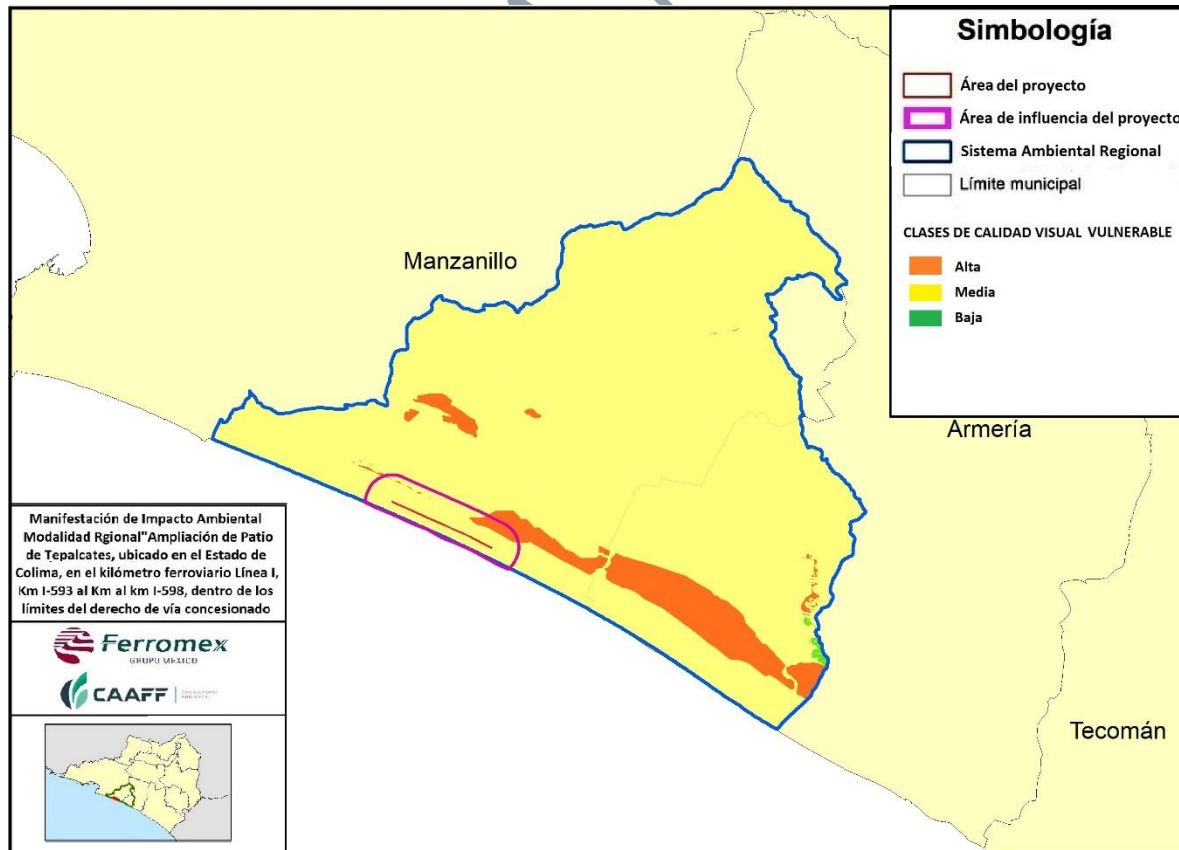 Simbología
Área del proyecto
Área de influencia del proyecto
Sistema Ambiental Regional
Límite municipal
CLASES DE CALIDAD VISUAL VULNERABLE
Alta
Media
Baja
Manzanillo
Armería
Tecomán
Manifestación de Impacto Ambiental
Modalidad Rgional"Ampliación de Patio
de Tepalcates, ubicado en el Estado de
Colima, en el kilómetro ferroviario Línea I,
Km I-593 al Km al km I-598, dentro de los
límites del derecho de vía concesionado
Ferromex
GRUPO MEXICO
CAAFF
CONSULTORÍA
AMBIENTAL